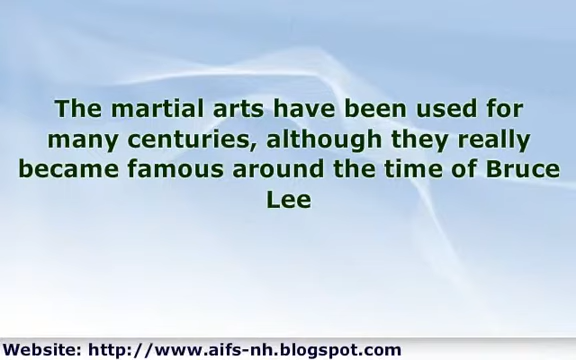 The martial arts have been used for
many centuries, although they really
became famous around the time of Bruce
Lee
Website: http://www.aifs-nh.blogspot.com